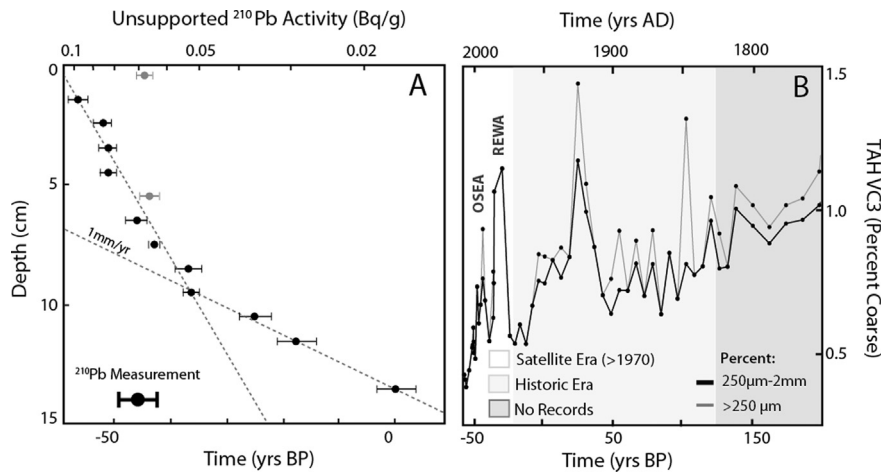 Unsupported ²¹⁰Pb Activity (Bq/g)
0.1 0.05 0.02
A
0
5
10
15
Depth (cm)
1mm/yr
²¹⁰Pb Measurement
-50 0
Time (yrs BP)
Time (yrs AD)
2000 1900 1800
B
OSEA
REWA
1.5
1.0
0.5
TAH VC3 (Percent Coarse)
Satellite Era (>1970)
Historic Era
No Records
Percent:
250μm-2mm
>250 μm
-50 50 150
Time (yrs BP)